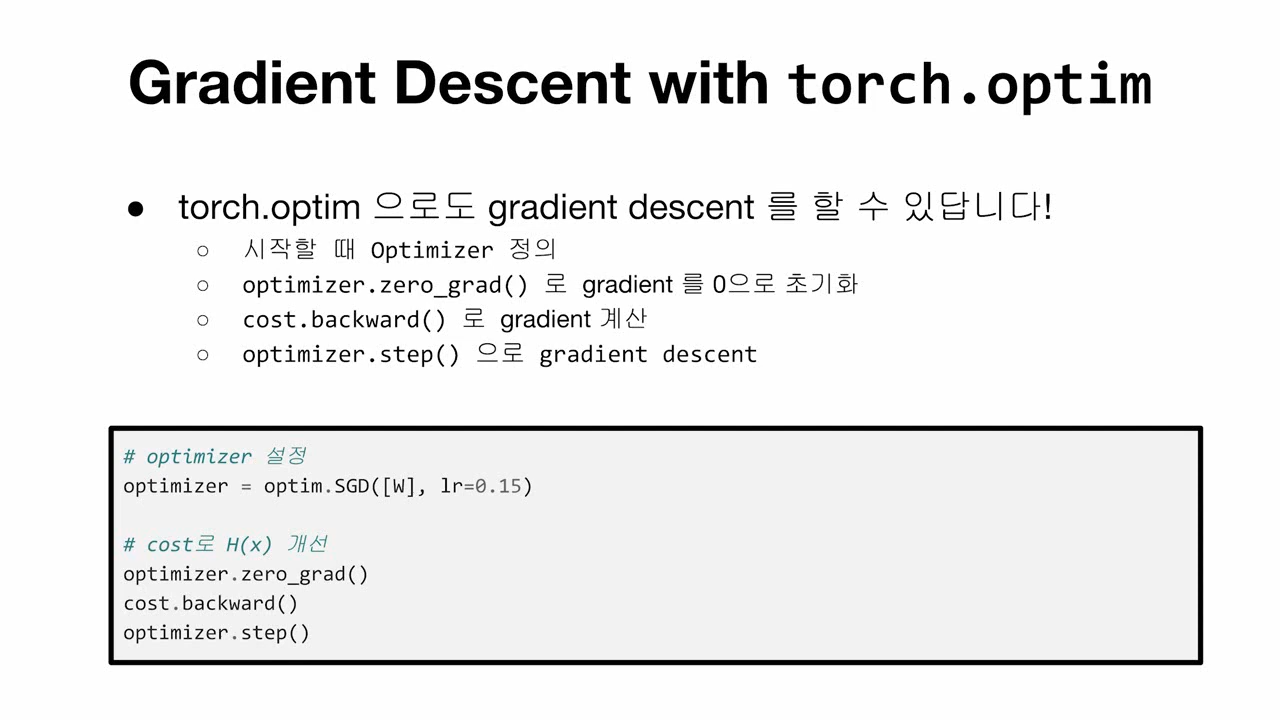 Gradient Descent with torch.optim
● torch.optim 으로도 gradient descent 를 할 수 있답니다!
○ 시작할 때 Optimizer 정의
○ optimizer.zero_grad() 로 gradient 를 0으로 초기화
○ cost.backward() 로 gradient 계산
○ optimizer.step() 으로 gradient descent
# optimizer 설정
optimizer = optim.SGD([W], lr=0.15)
# cost로 H(x) 개선
optimizer.zero_grad()
cost.backward()
optimizer.step()